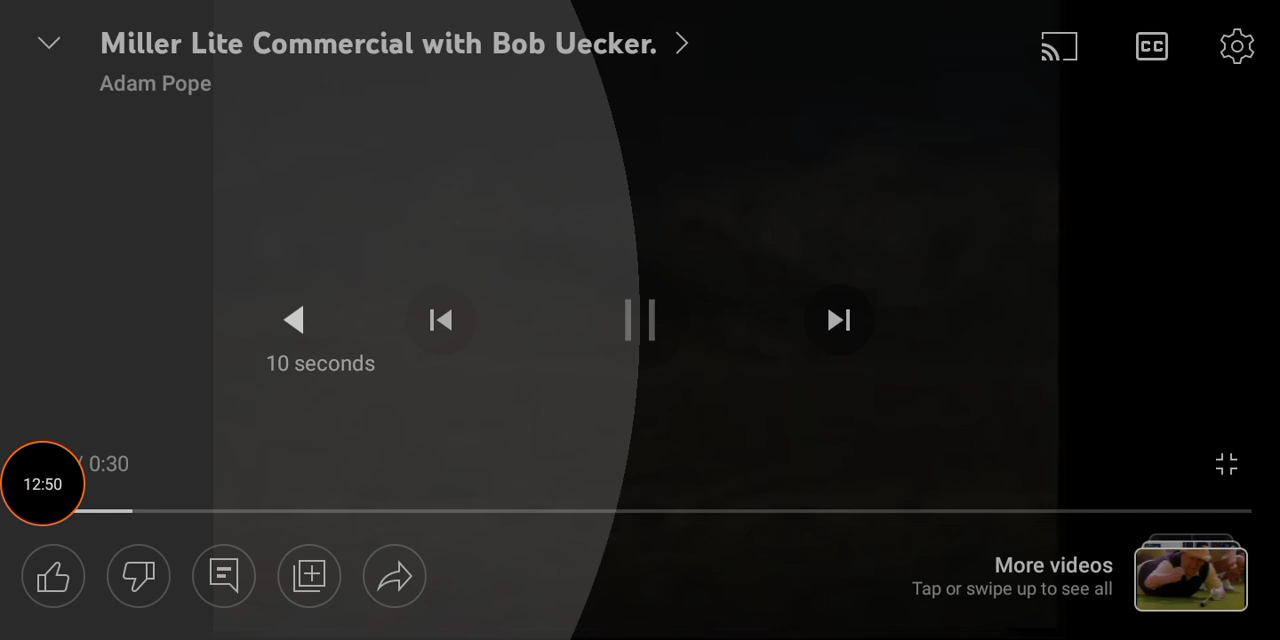 Miller Lite Commercial with Bob Uecker.
Adam Pope
CC
10 seconds
/ 0:30
12:50
More videos
Tap or swipe up to see all